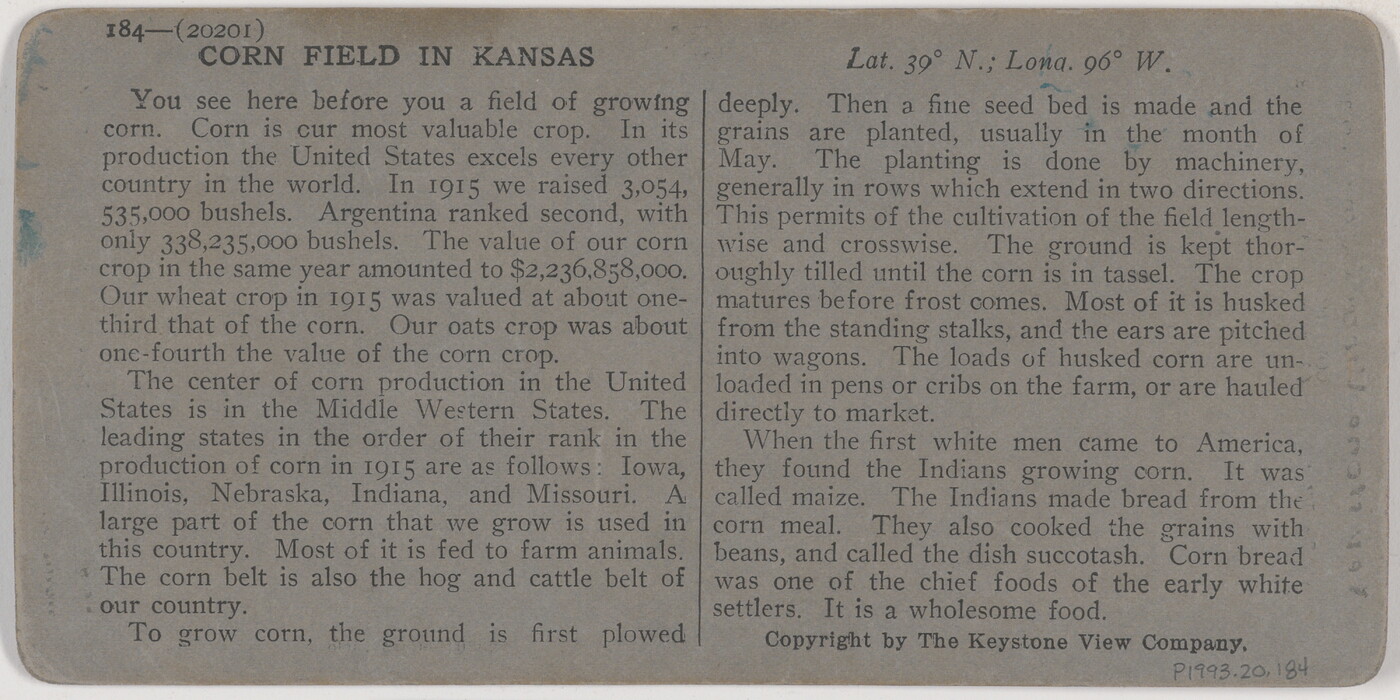 184—(20201)
CORN FIELD IN KANSAS
Lat. 39° N.; Long. 96° W.
You see here before you a field of growing
corn. Corn is our most valuable crop. In its
production the United States excels every other
country in the world. In 1915 we raised 3,054,
535,000 bushels. Argentina ranked second, with
only 338,235,000 bushels. The value of our corn
crop in the same year amounted to $2,236,858,000.
Our wheat crop in 1915 was valued at about one-
third that of the corn. Our oats crop was about
one-fourth the value of the corn crop.
The center of corn production in the United
States is in the Middle Western States. The
leading states in the order of their rank in the
production of corn in 1915 are as follows: Iowa,
Illinois, Nebraska, Indiana, and Missouri. A
large part of the corn that we grow is used in
this country. Most of it is fed to farm animals.
The corn belt is also the hog and cattle belt of
our country.
To grow corn, the ground is first plowed
deeply. Then a fine seed bed is made and the
grains are planted, usually in the month of
May. The planting is done by machinery,
generally in rows which extend in two directions.
This permits of the cultivation of the field length-
wise and crosswise. The ground is kept thor-
oughly tilled until the corn is in tassel. The crop
matures before frost comes. Most of it is husked
from the standing stalks, and the ears are pitched
into wagons. The loads of husked corn are un-
loaded in pens or cribs on the farm, or are hauled
directly to market.
When the first white men came to America,
they found the Indians growing corn. It was
called maize. The Indians made bread from the
corn meal. They also cooked the grains with
beans, and called the dish succotash. Corn bread
was one of the chief foods of the early white
settlers. It is a wholesome food.
Copyright by The Keystone View Company.
P1993.20.184